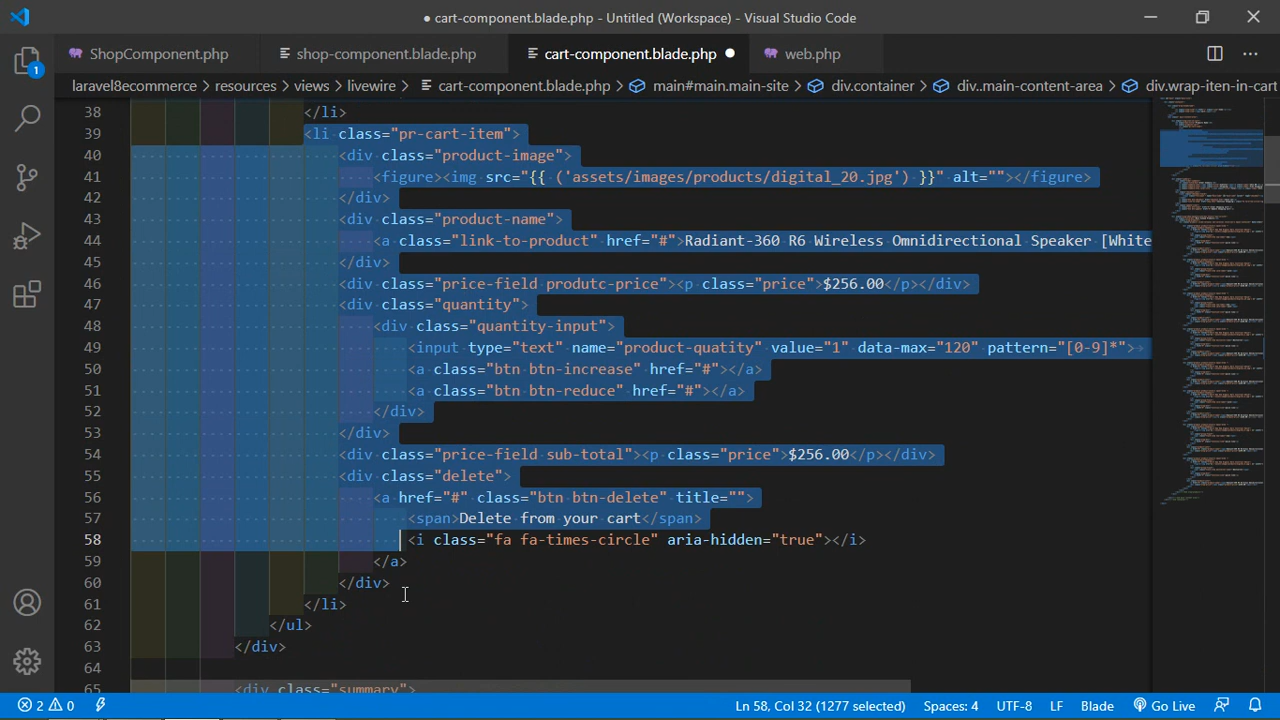 ● cart-component.blade.php - Untitled (Workspace) - Visual Studio Code
ShopComponent.php
shop-component.blade.php
cart-component.blade.php
web.php
laravel8ecommerce > resources > views > livewire > cart-component.blade.php > main#main.main-site > div.container > div..main-content-area > div.wrap-iten-in-cart
1
38 </li>
39 <li class="pr-cart-item">
40 <div class="product-image">
41 <figure><img src="{{ ('assets/images/products/digital_20.jpg') }}" alt=""></figure>
42 </div>
43 <div class="product-name">
44 <a class="link-to-product" href="#">Radiant-360 R6 Wireless Omnidirectional Speaker [White
45 </div>
46 <div class="price-field produtc-price"><p class="price">$256.00</p></div>
47 <div class="quantity">
48 <div class="quantity-input">
49 <input type="text" name="product-quatity" value="1" data-max="120" pattern="[0-9]*">
50 <a class="btn btn-increase" href="#"></a>
51 <a class="btn btn-reduce" href="#"></a>
52 </div>
53 </div>
54 <div class="price-field sub-total"><p class="price">$256.00</p></div>
55 <div class="delete">
56 <a href="#" class="btn btn-delete" title="">
57 <span>Delete from your cart</span>
58 <i class="fa fa-times-circle" aria-hidden="true"></i>
59 </a>
60 </div>
61 </li>
62 </ul>
63 </div>
64
65 <div class="summary">
2 0 Ln 58, Col 32 (1277 selected) Spaces: 4 UTF-8 LF Blade Go Live